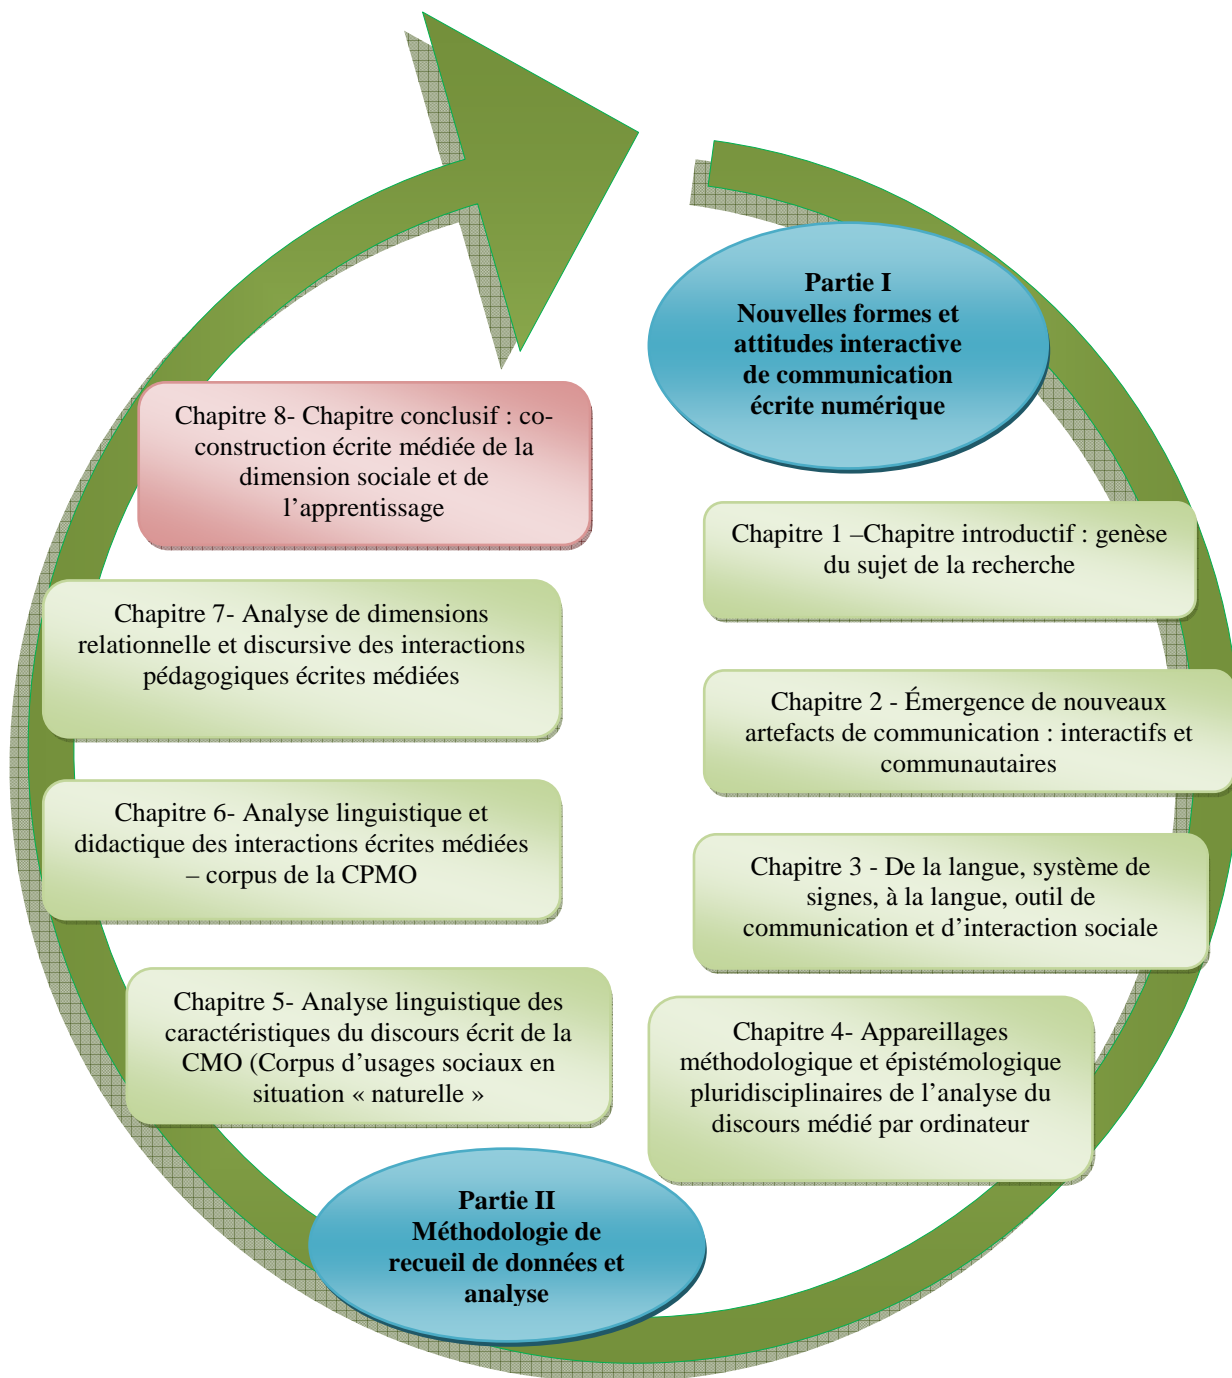 Partie I
Nouvelles formes et
attitudes interactive
de communication
écrite numérique
Chapitre 1 –Chapitre introductif : genèse
du sujet de la recherche
Chapitre 2 - Émergence de nouveaux
artefacts de communication : interactifs et
communautaires
Chapitre 3 - De la langue, système de
signes, à la langue, outil de
communication et d’interaction sociale
Chapitre 4- Appareillages
méthodologique et épistémologique
pluridisciplinaires de l’analyse du
discours médié par ordinateur
Partie II
Méthodologie de
recueil de données et
analyse
Chapitre 5- Analyse linguistique des
caractéristiques du discours écrit de la
CMO (Corpus d’usages sociaux en
situation « naturelle »
Chapitre 6- Analyse linguistique et
didactique des interactions écrites médiées
– corpus de la CPMO
Chapitre 7- Analyse de dimensions
relationnelle et discursive des interactions
pédagogiques écrites médiées
Chapitre 8- Chapitre conclusif : co-
construction écrite médiée de la
dimension sociale et de
l’apprentissage